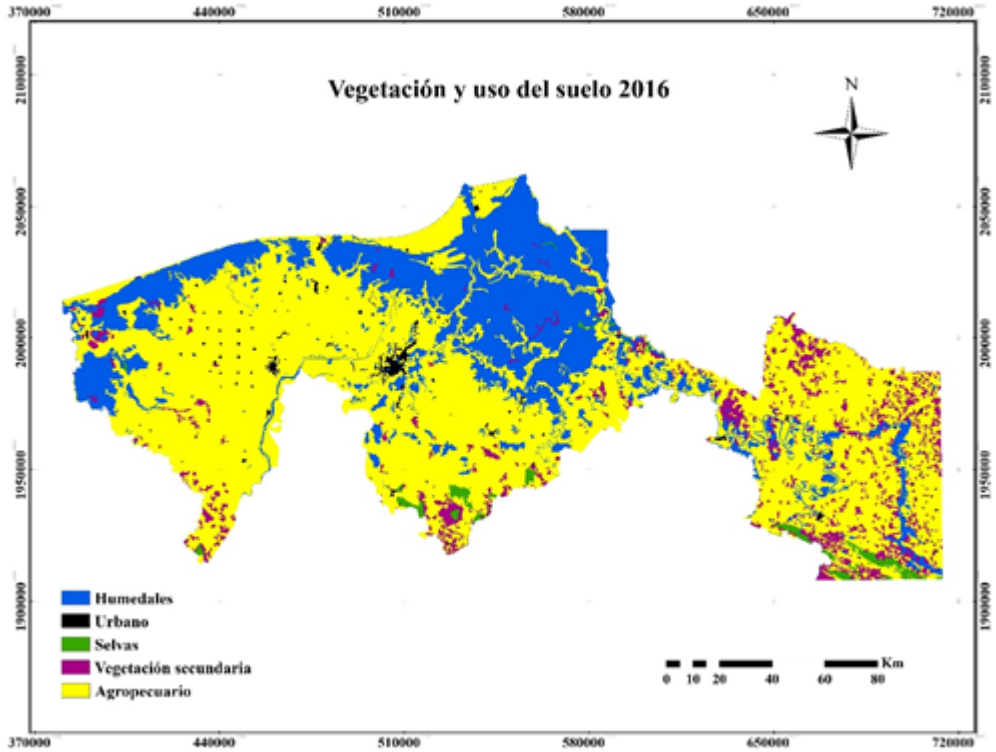 370000 440000 510000 580000 650000 720000
Vegetación y uso del suelo 2016
N
2100000 2100000
2050000 2050000
2000000 2000000
1950000 1950000
1900000 1900000
Humedales
Urbano
Selvas
Vegetación secundaria
Agropecuario
Km
0 10 20 40 60 80
370000 440000 510000 580000 650000 720000